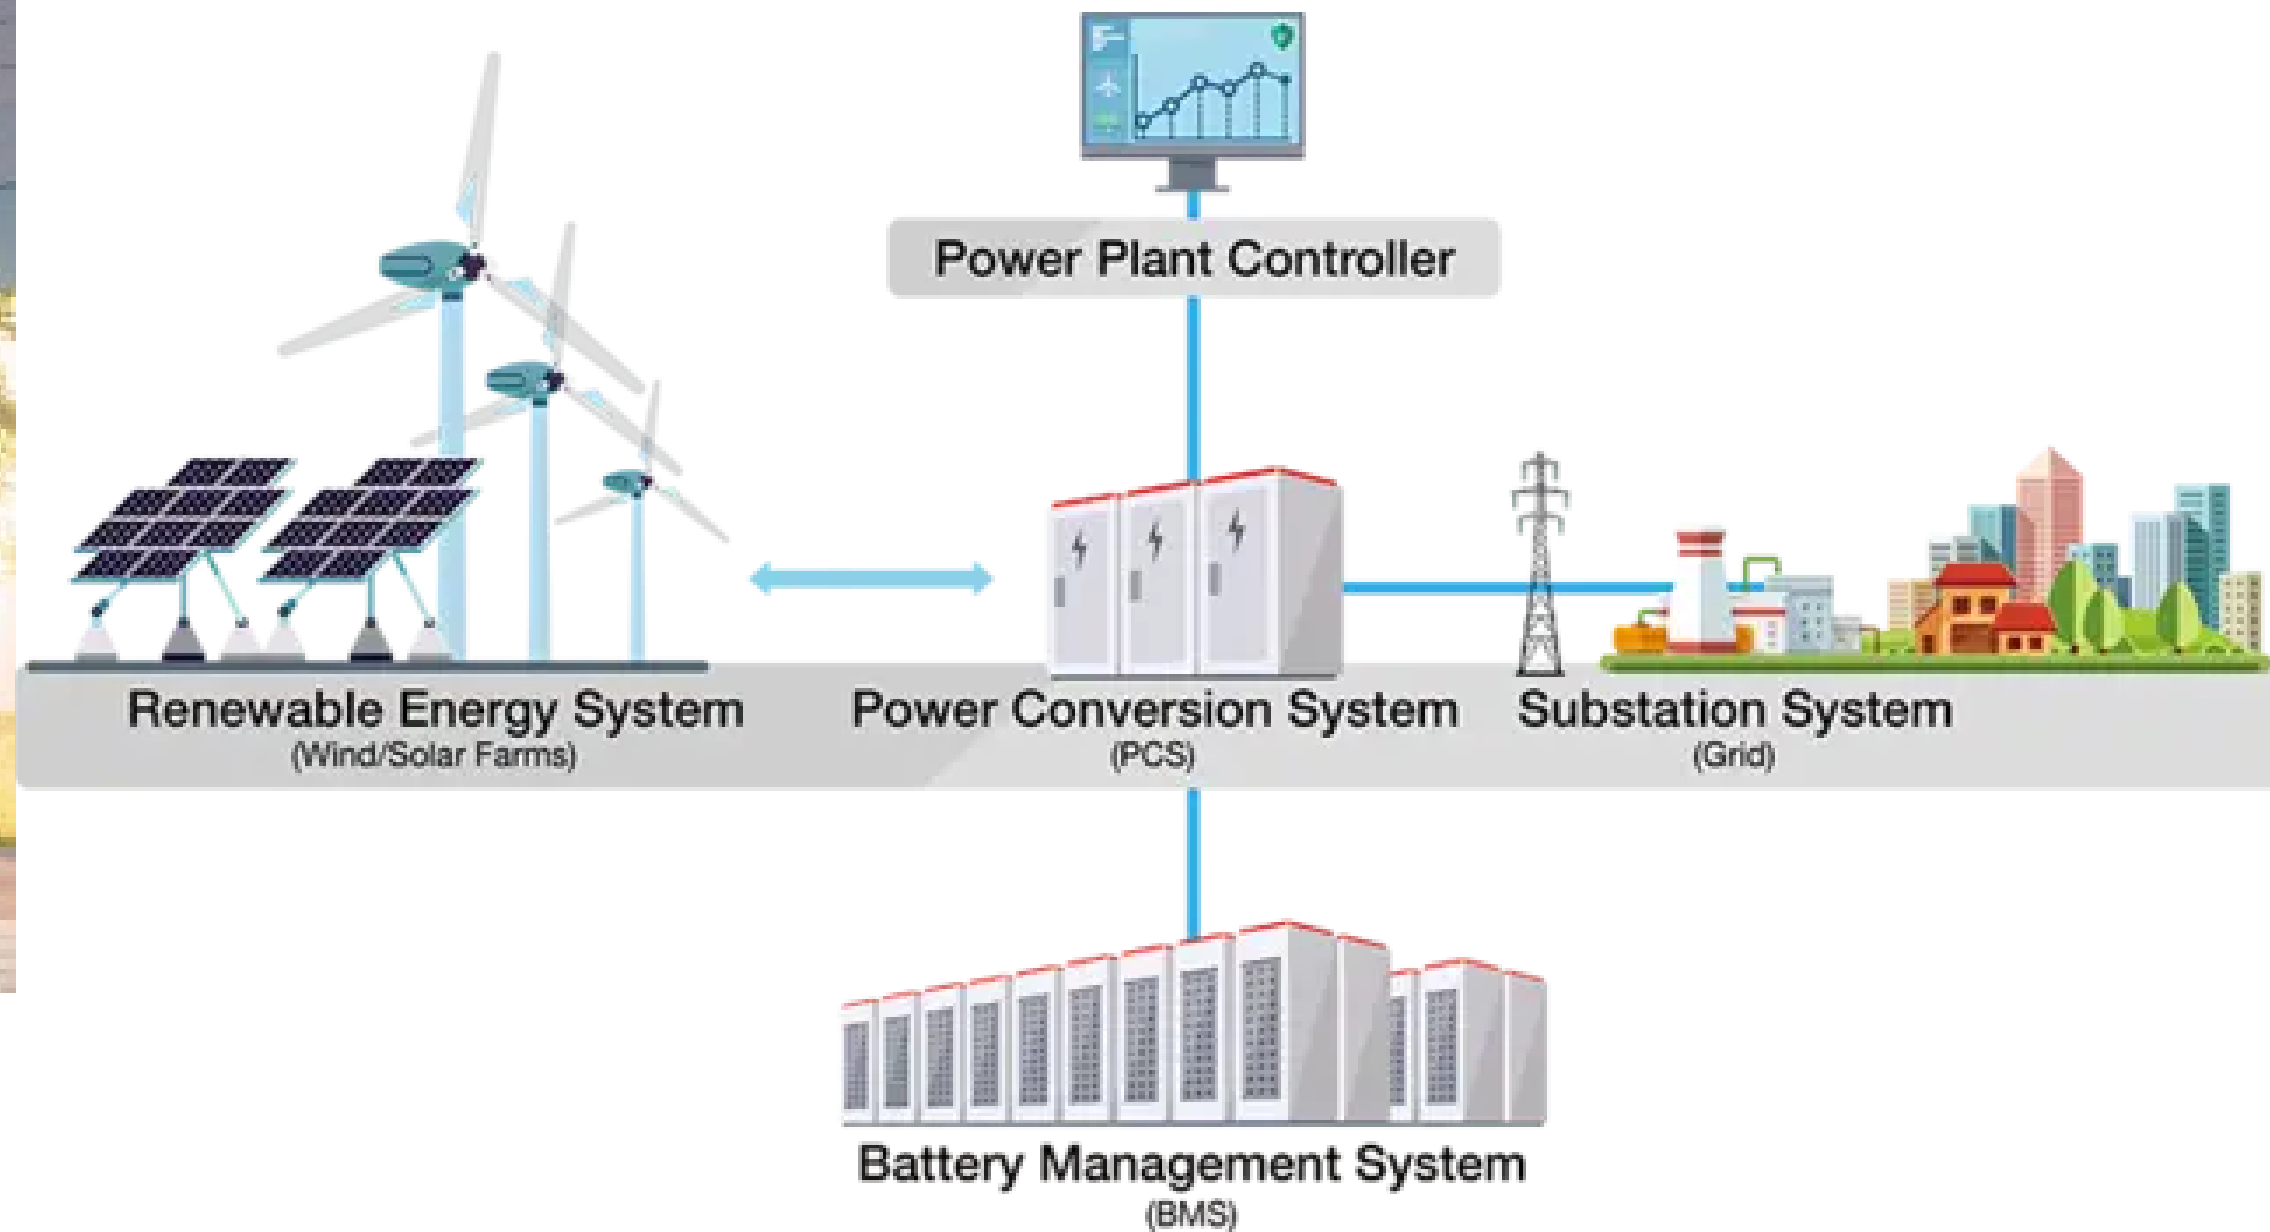 Power Plant Controller
Renewable Energy System
(Wind/Solar Farms)
Power Conversion System
(PCS)
Substation System
(Grid)
Battery Management System
(BMS)